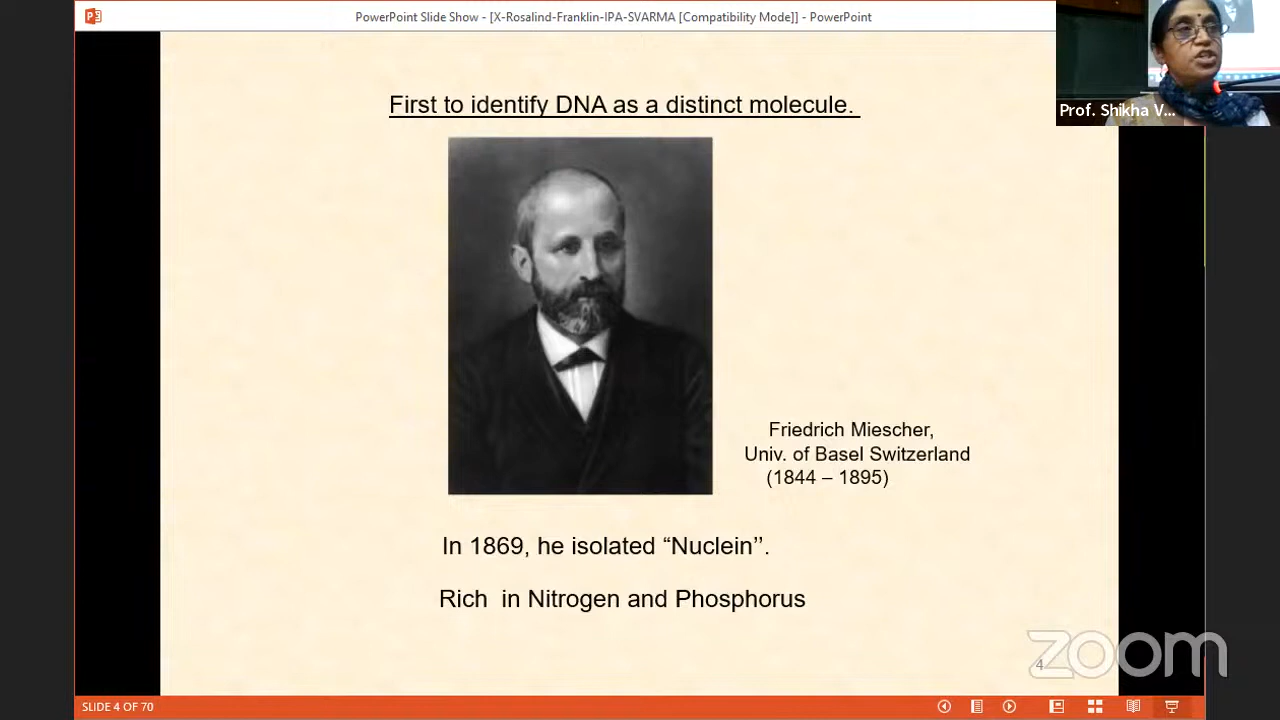 PowerPoint Slide Show - [X-Rosalind-Franklin-IPA-SVARMA [Compatibility Mode]] - PowerPoint
Prof. Shikha V...
First to identify DNA as a distinct molecule.
Friedrich Miescher,
Univ. of Basel Switzerland
(1844 – 1895)
In 1869, he isolated “Nuclein’’.
Rich in Nitrogen and Phosphorus
4
zoom
SLIDE 4 OF 70